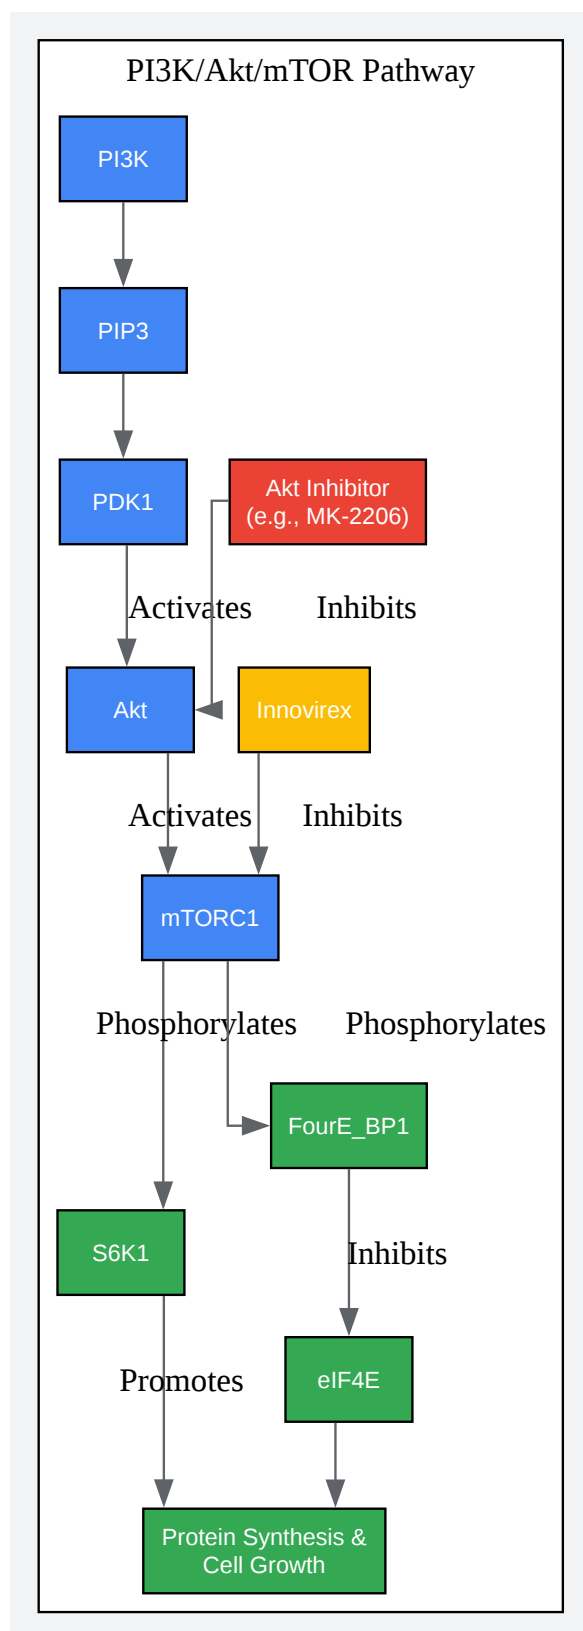 PI3K/Akt/mTOR Pathway
PI3K
PIP3
PDK1
Akt Inhibitor
(e.g., MK-2206)
Activates
Inhibits
Akt
Innovirex
Activates
Inhibits
mTORC1
Phosphorylates
Phosphorylates
FourE_BP1
S6K1
Inhibits
Promotes
eIF4E
Protein Synthesis &
Cell Growth